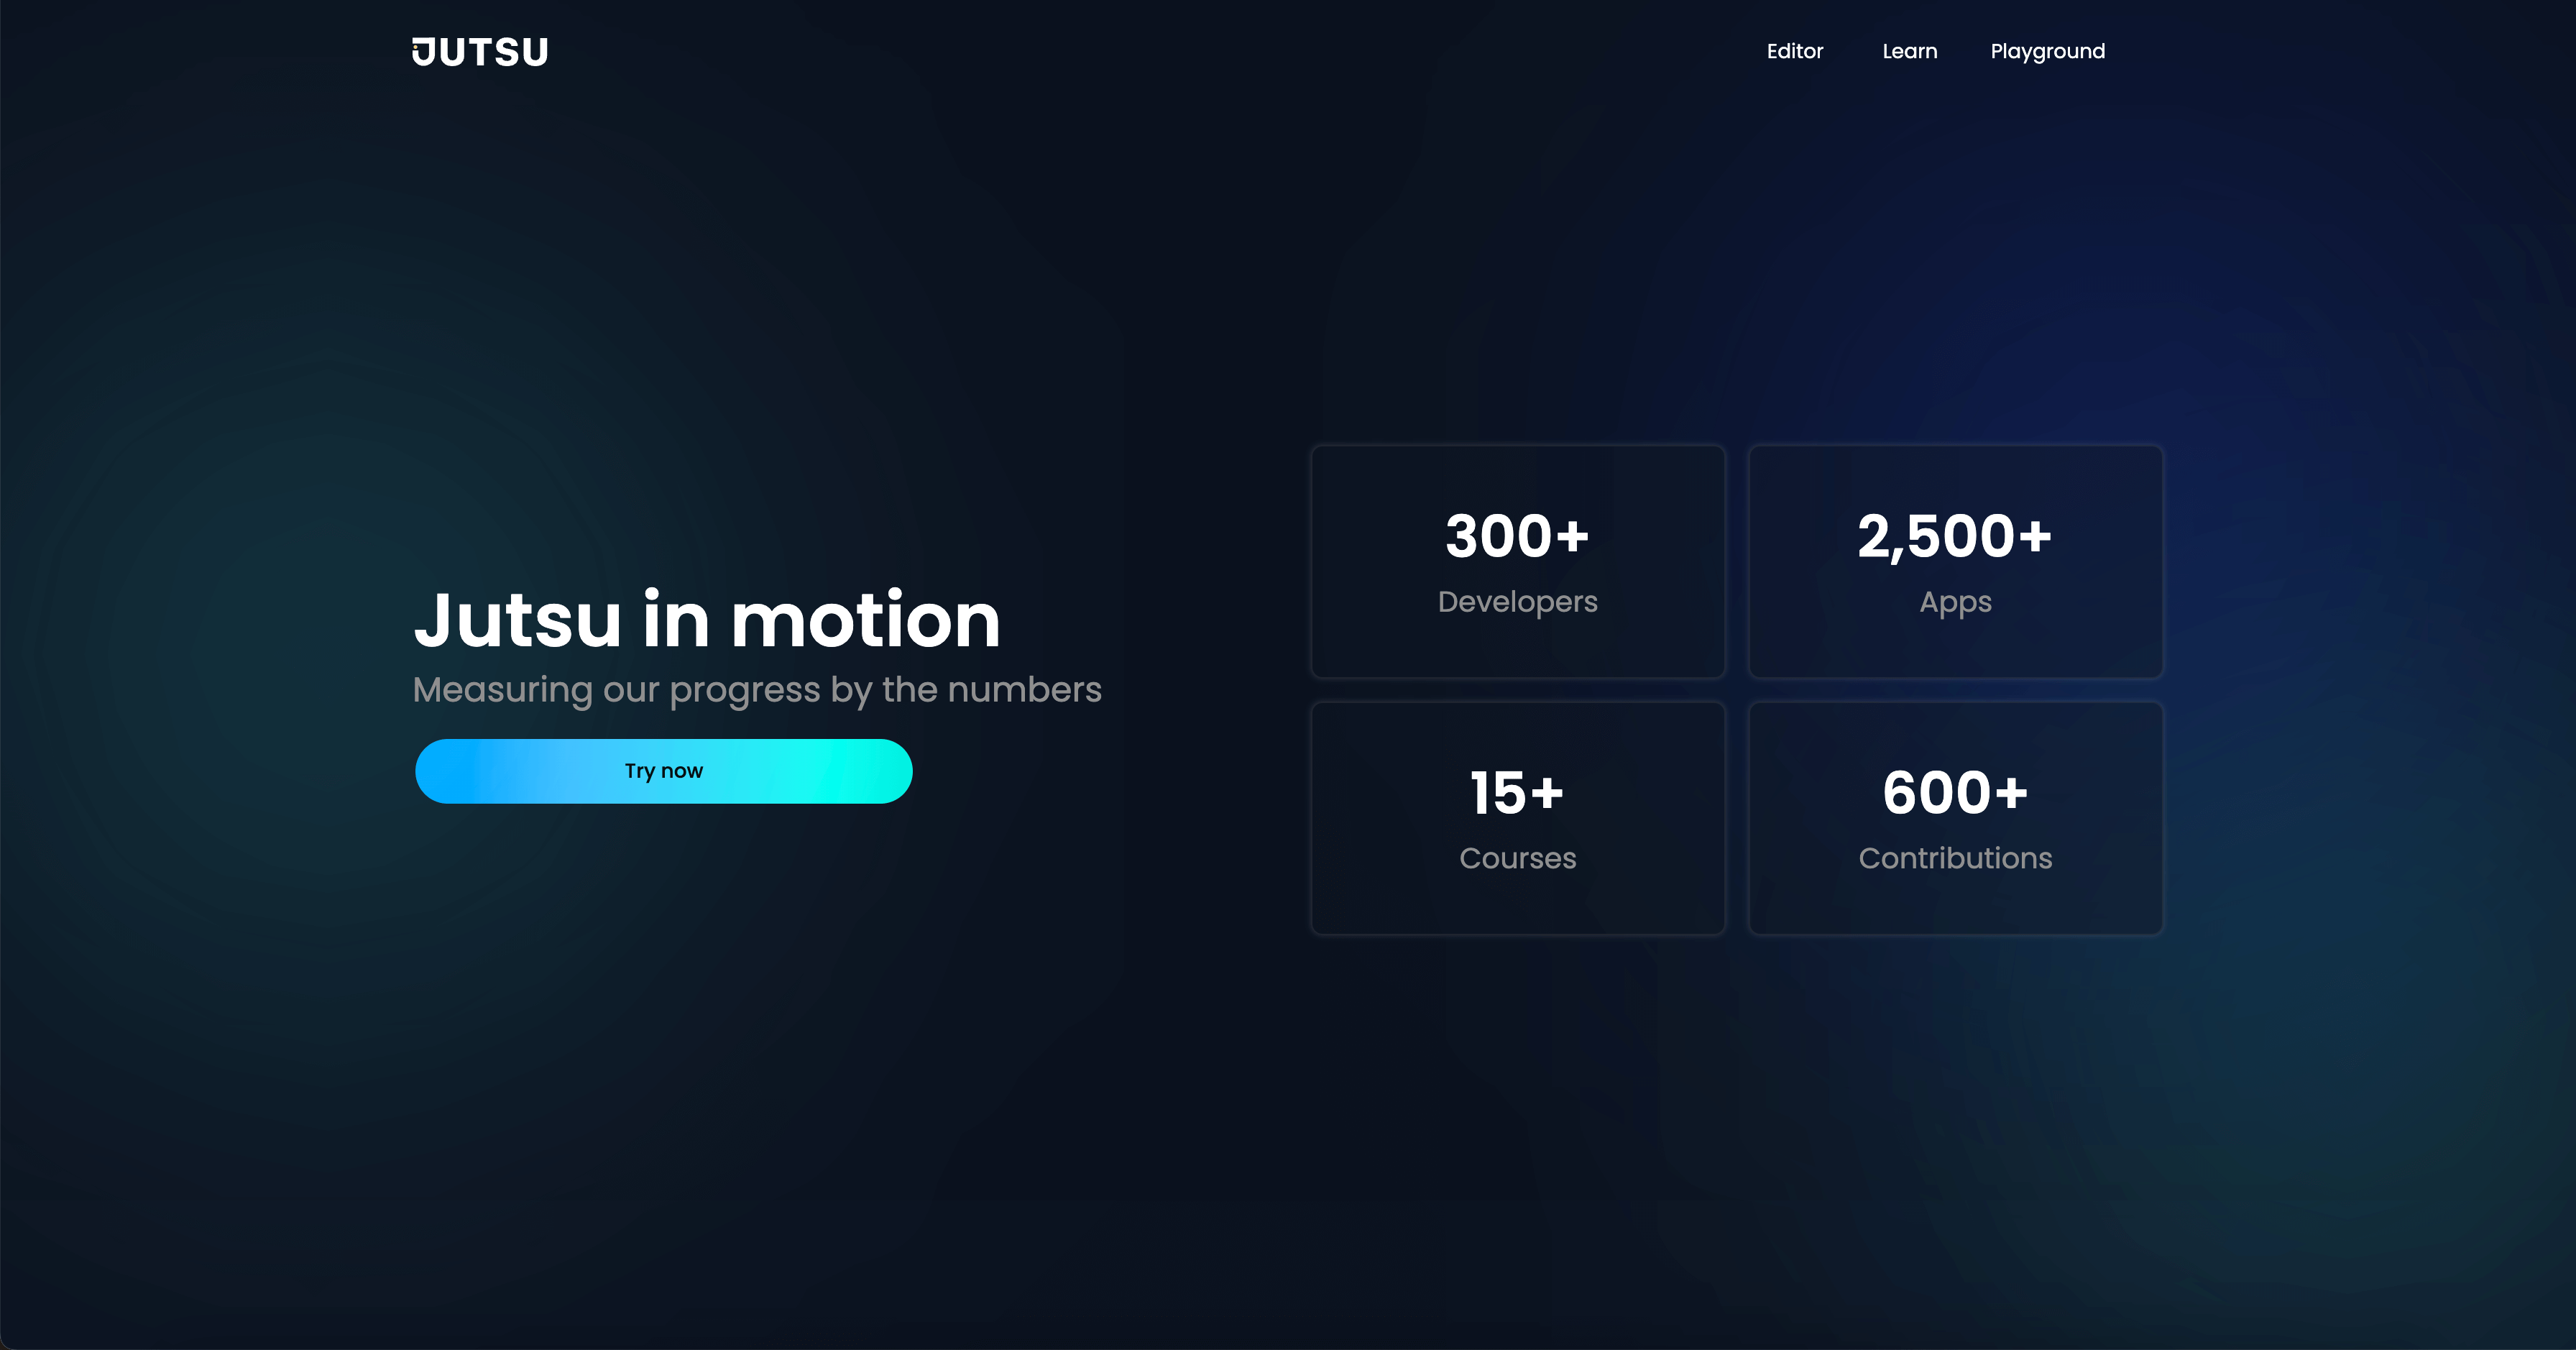 JUTSU
Editor
Learn
Playground
Jutsu in motion
Measuring our progress by the numbers
Try now
300+
Developers
2,500+
Apps
15+
Courses
600+
Contributions